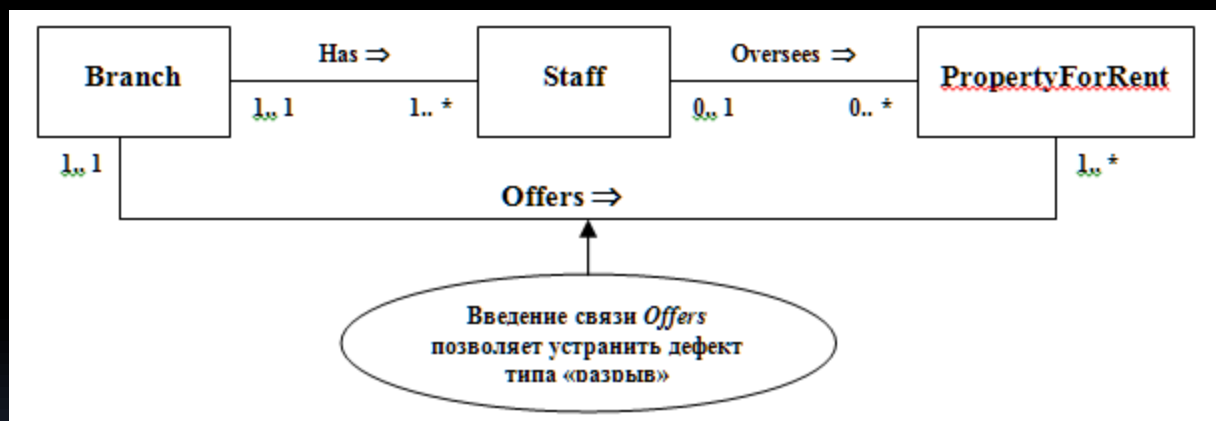 Has ⇒
Oversees ⇒
Branch
Staff
PropertyForRent
1.. 1
1.. *
0.. 1
0.. *
1.. 1
1.. *
Offers ⇒
Введение связи Offers
позволяет устранить дефект
типа «разрыв»